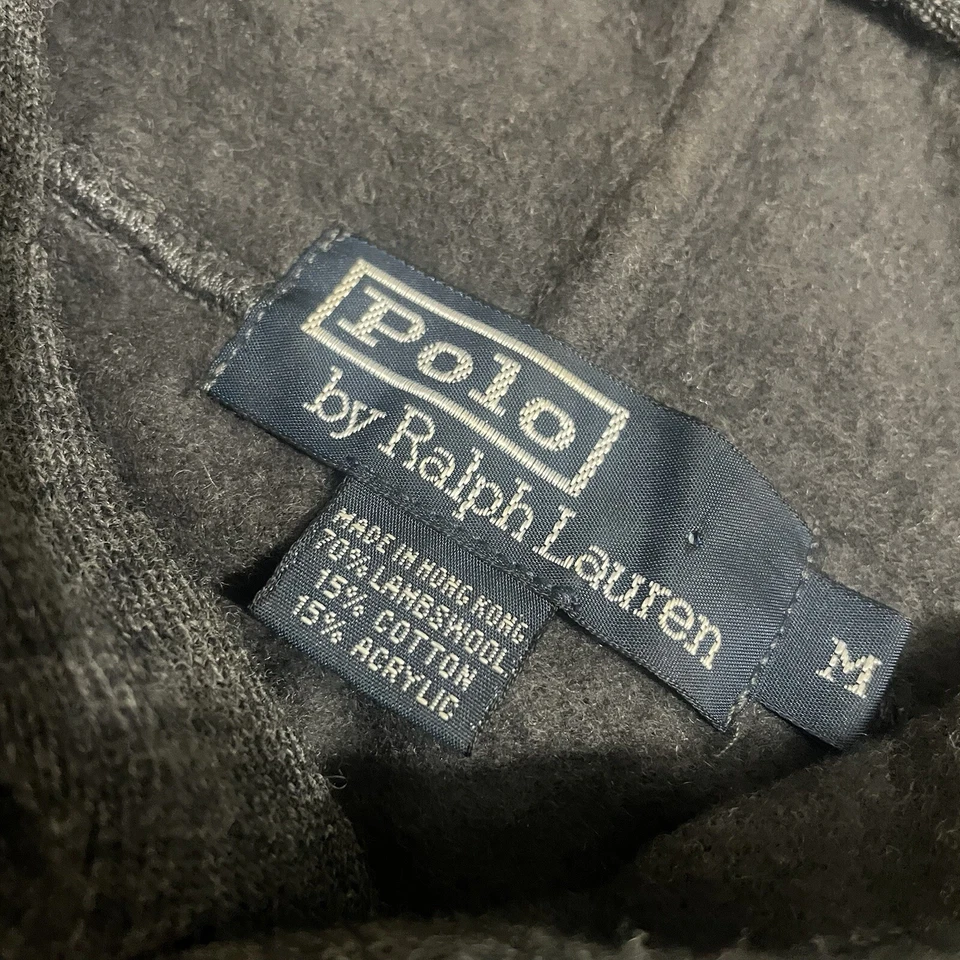 Polo
by Ralph Lauren
MADE IN HONG KONG
70% LAMBSWOOL
15% COTTON
15% ACRYLIC
M